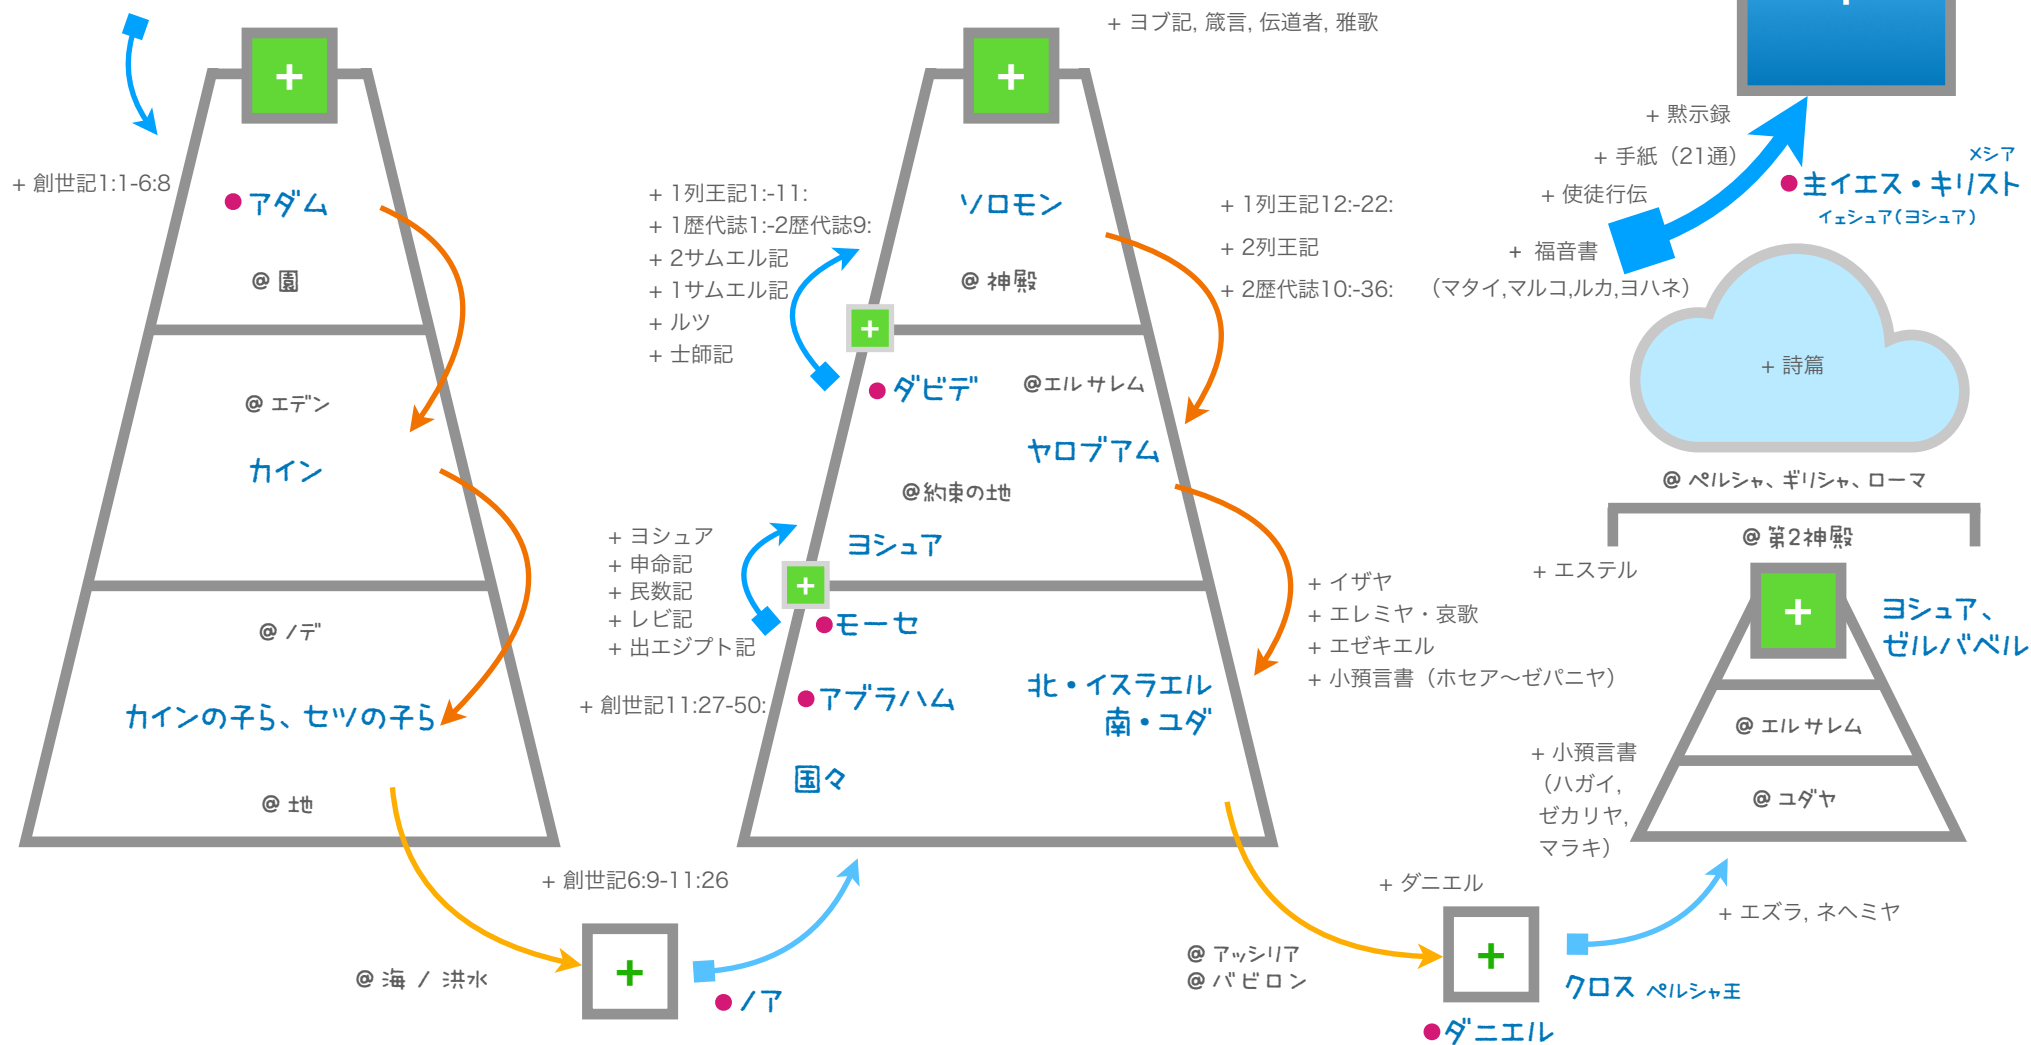 + 創世記1:1-6:8
アダム
@ 園
@ エデン
カイン
@ ノデ
カインの子ら、セツの子ら
@ 地
+ 創世記6:9-11:26
@ 海 / 洪水
ノア
+ ヨブ記, 箴言, 伝道者, 雅歌
+ 1列王記1:-11:
+ 1歴代誌1:-2歴代誌9:
+ 2サムエル記
+ 1サムエル記
+ ルツ
+ 士師記
ソロモン
@ 神殿
ダビデ
@エルサレム
ヤロブアム
@約束の地
ヨシュア
+ ヨシュア
+ 申命記
+ 民数記
+ レビ記
+ 出エジプト記
モーセ
+ 創世記11:27-50:
アブラハム
北・イスラエル
南・ユダ
国々
+ 1列王記12:-22:
+ 2列王記
+ 2歴代誌10:-36:
+ イザヤ
+ エレミヤ・哀歌
+ エゼキエル
+ 小預言書（ホセア〜ゼパニヤ）
@ アッシリア
@ バビロン
+ ダニエル
ダニエル
クロス ペルシャ王
+ エズラ, ネヘミヤ
+ 黙示録
+ 手紙（21通）
+ 使徒行伝
+ 福音書
（マタイ,マルコ,ルカ,ヨハネ）
メシア
主イエス・キリスト
イェシュア(ヨシュア)
+ 詩篇
@ ペルシャ、ギリシャ、ローマ
@ 第2神殿
+ エステル
ヨシュア、
ゼルバベル
@ エルサレム
@ ユダヤ
+ 小預言書
（ハガイ,
ゼカリヤ,
マラキ）